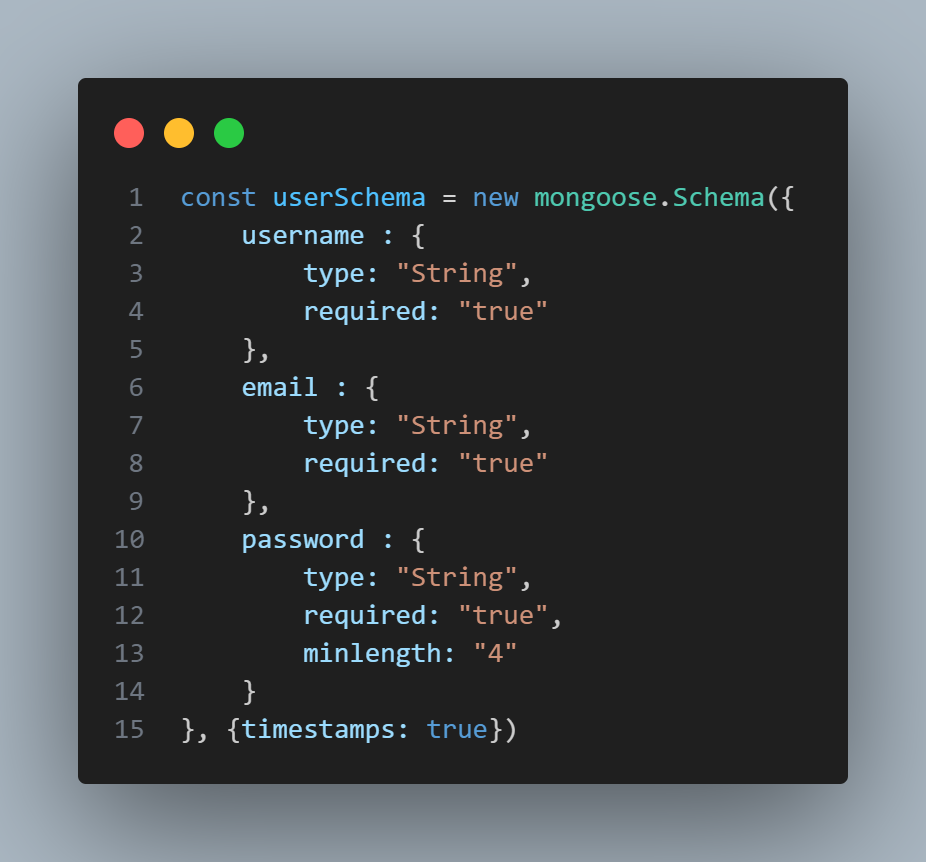 1 const userSchema = new mongoose.Schema({
2     username : {
3         type: "String",
4         required: "true"
5     },
6     email : {
7         type: "String",
8         required: "true"
9     },
10     password : {
11         type: "String",
12         required: "true",
13         minlength: "4"
14     }
15 }, {timestamps: true})